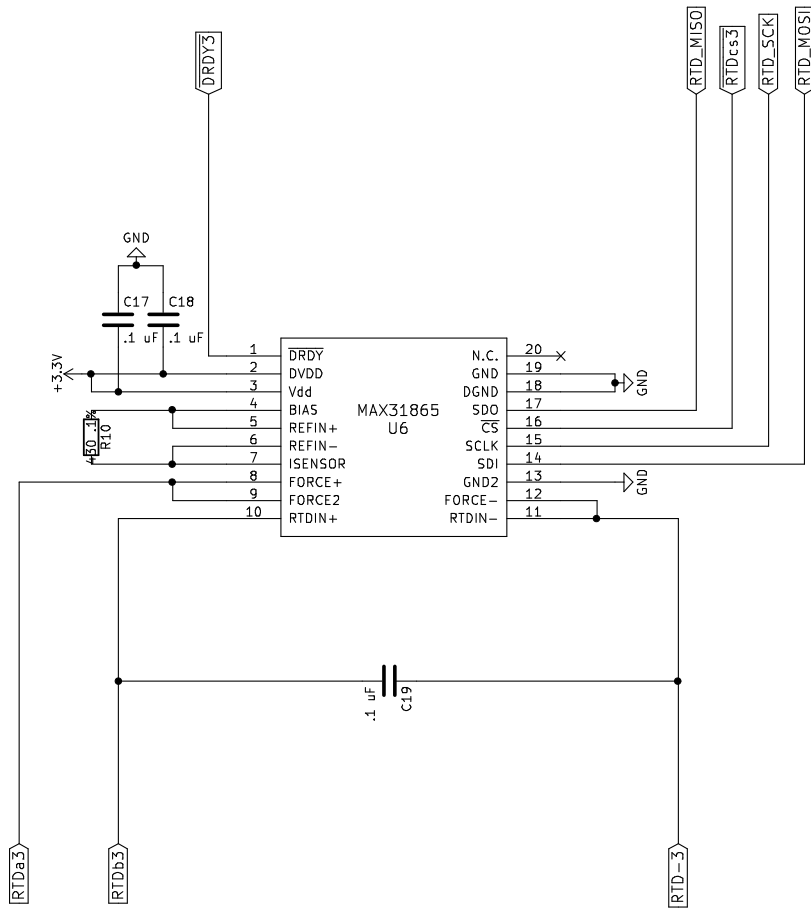 DRDY3
RTD_MISO
RTDcs3
RTD_SCK
RTD_MOSI
GND
C17
C18
.1 uF
.1 uF
+3.3V
430 .1%
R10
MAX31865
U6
1 DRDY
2 DVDD
3 Vdd
4 BIAS
5 REFIN+
6 REFIN-
7 ISENSOR
8 FORCE+
9 FORCE2
10 RTDIN+
N.C. 20
GND 19
DGND 18
SDO 17
CS 16
SCLK 15
SDI 14
GND2 13
FORCE- 12
RTDIN- 11
GND
GND
.1 uF
C19
RTDa3
RTDb3
RTD-3